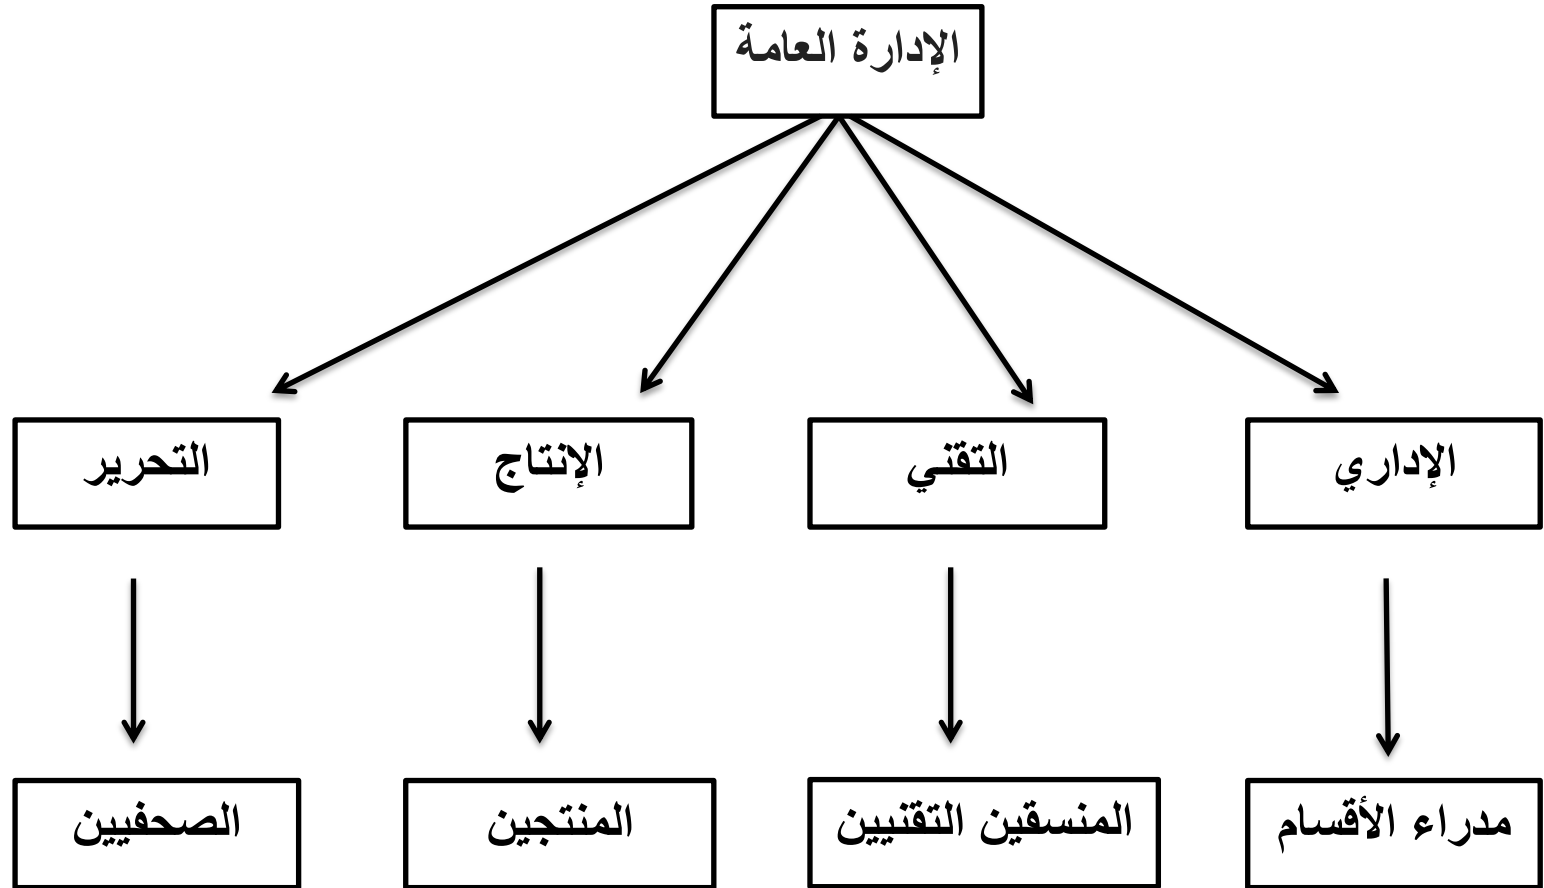 الإدارة العامة
الإداري
التقني
الإنتاج
التحرير
مدراء الأقسام
المنسقين التقنيين
المنتجين
الصحفيين